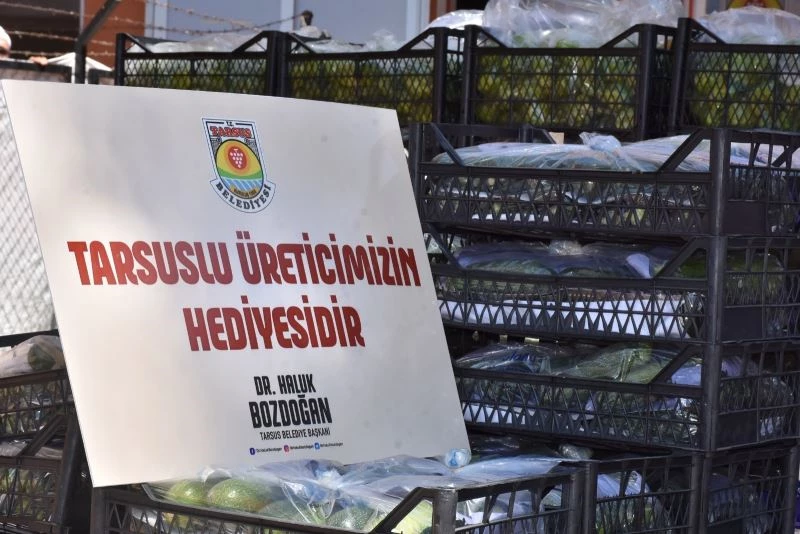 T.C.
TARSUS
BELEDİYESİ
TARSUSLU ÜRETİCİMİZİN
HEDİYESİDİR
DR. HALUK
BOZDOĞAN
TARSUS BELEDİYE BAŞKANI